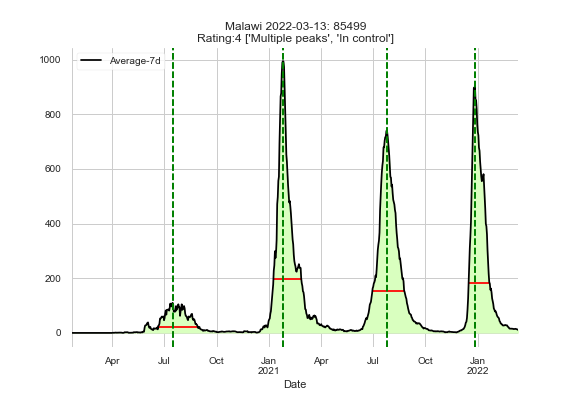 Malawi 2022-03-13: 85499
Rating:4 ['Multiple peaks', 'In control']
Average-7d
1000
800
600
400
200
0
Apr Jul Oct Jan Apr Jul Oct Jan
2021 2022
Date